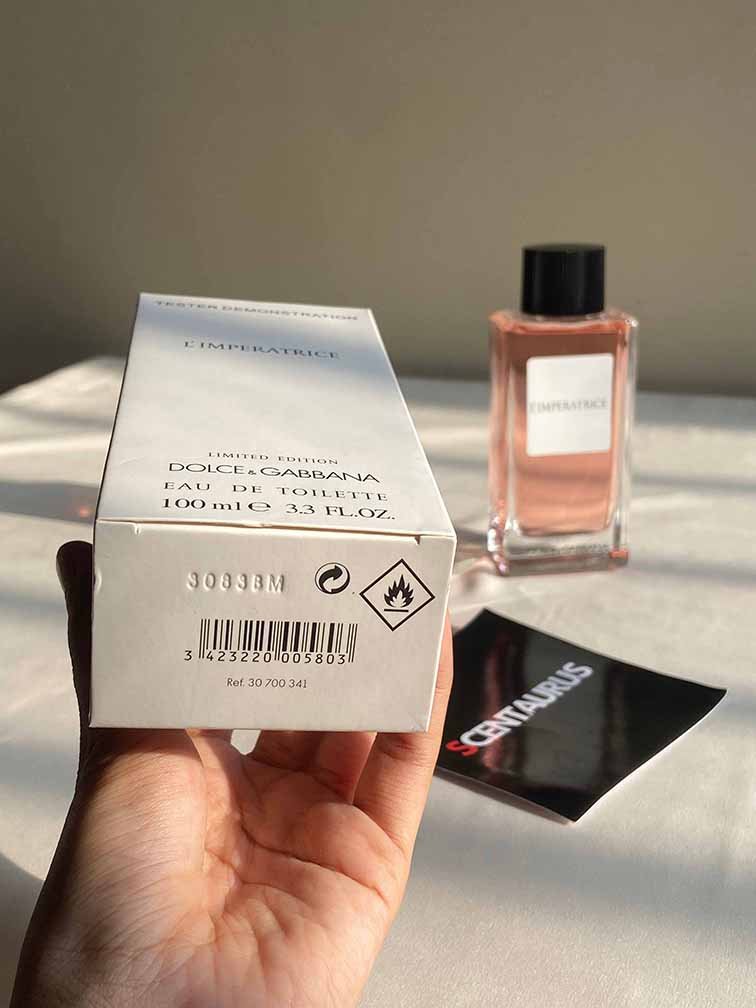 TESTER DEMONSTRATION
L'IMPERATRICE
LIMITED EDITION
DOLCE & GABBANA
EAU DE TOILETTE
100 ml ℮ 3.3 FL.OZ.
3083BM
3 423220 005803
Ref. 30 700 341
L'IMPERATRICE
SCENTAURUS